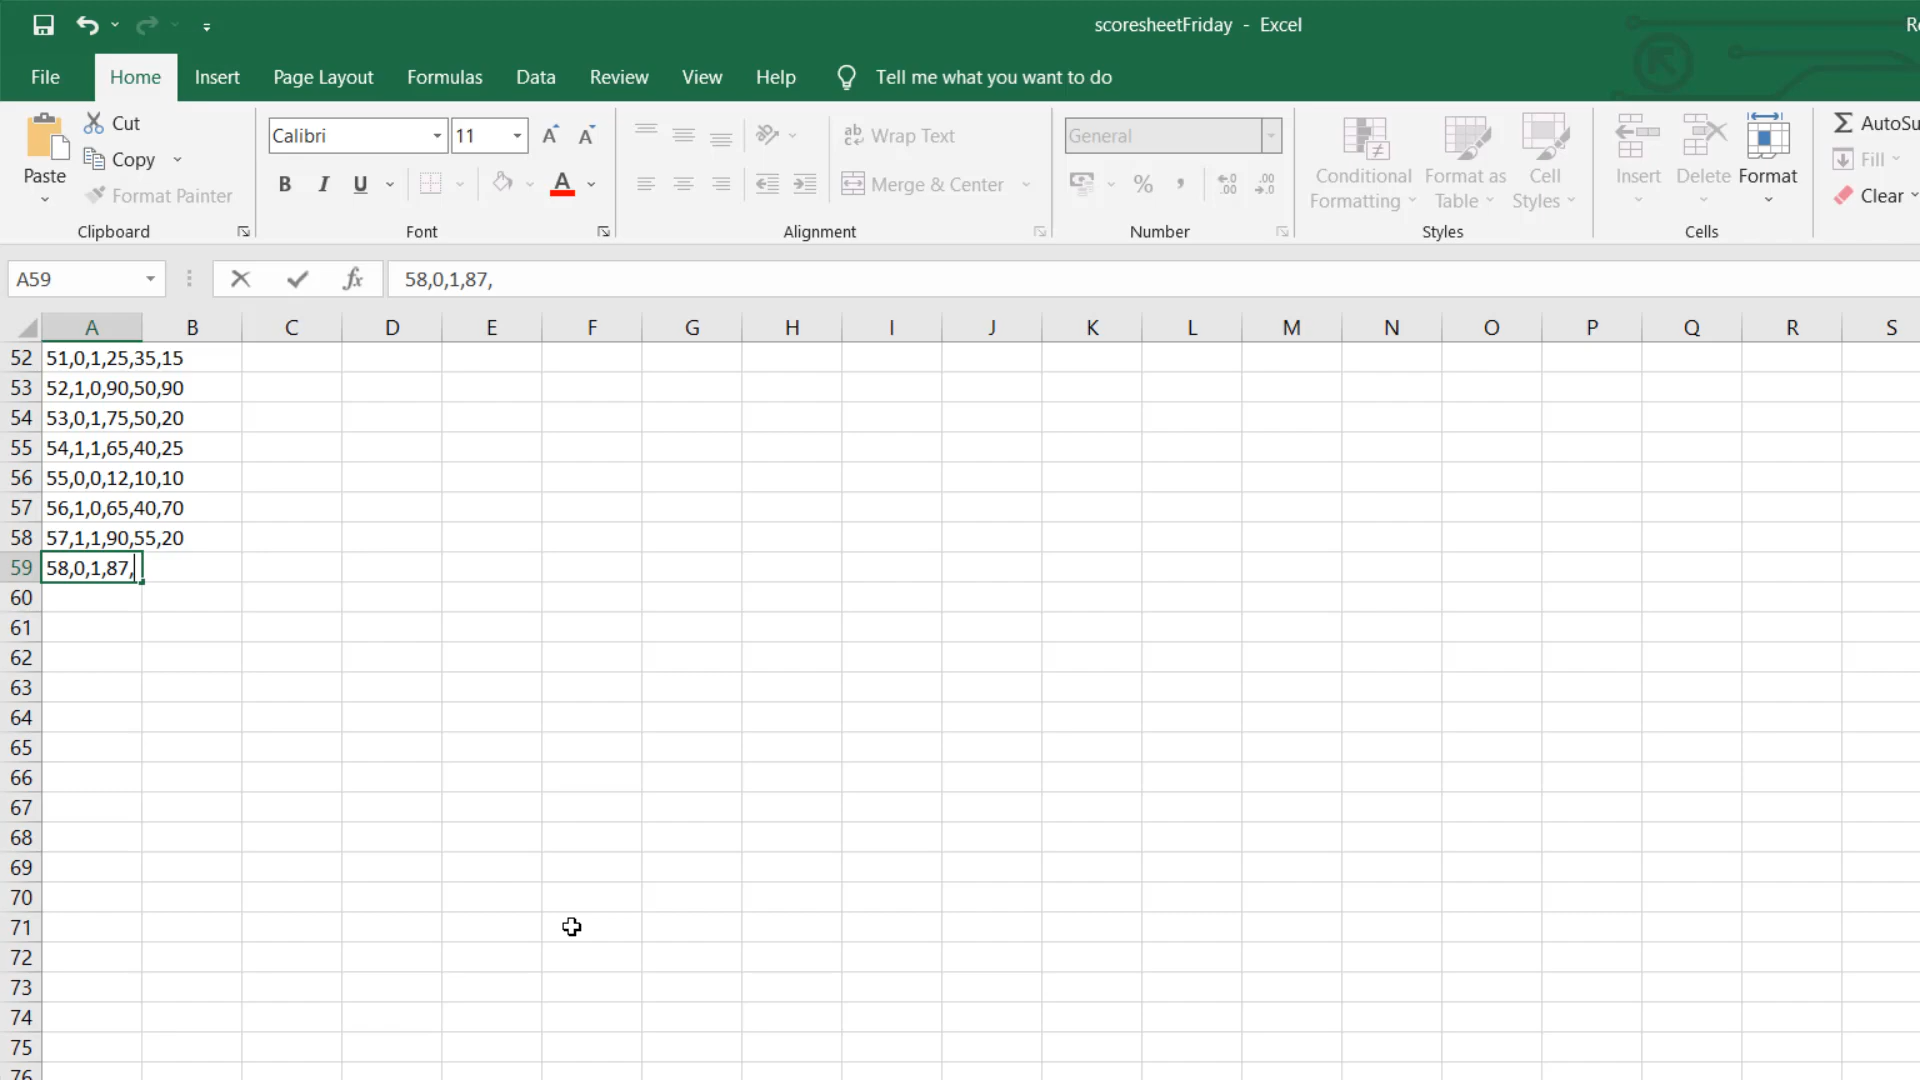 scoresheetFriday - Excel
File Home Insert Page Layout Formulas Data Review View Help Tell me what you want to do
Paste
Cut
Copy
Format Painter
Clipboard
Calibri 11
B I U
Font
Wrap Text
Merge & Center
Alignment
General
Number
Conditional Formatting
Format as Table
Cell Styles
Styles
Insert Delete Format
Cells
AutoSu
Fill
Clear
A59 fx 58,0,1,87,
A B C D E F G H I J K L M N O P Q R S
52 51,0,1,25,35,15
53 52,1,0,90,50,90
54 53,0,1,75,50,20
55 54,1,1,65,40,25
56 55,0,0,12,10,10
57 56,1,0,65,40,70
58 57,1,1,90,55,20
59 58,0,1,87,
60
61
62
63
64
65
66
67
68
69
70
71
72
73
74
75
76